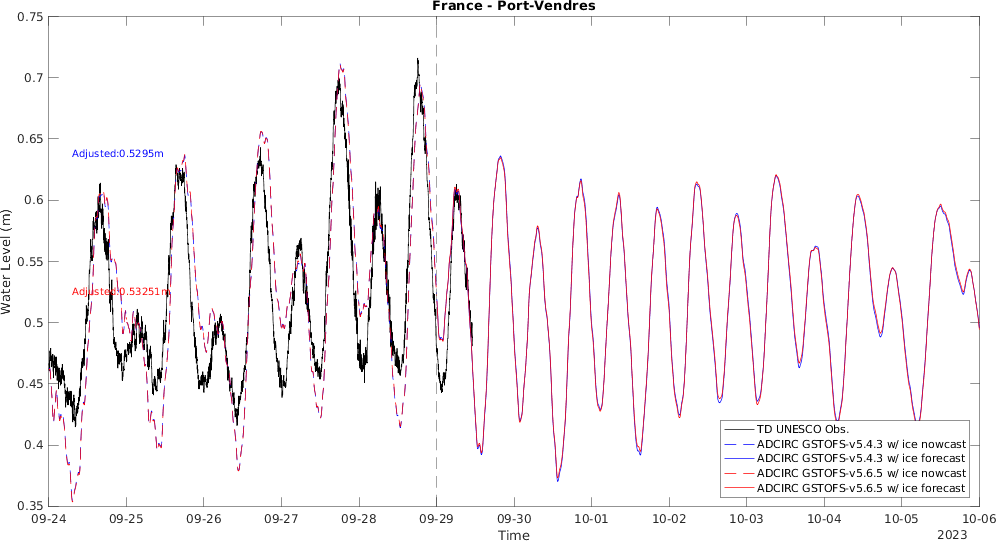 France - Port-Vendres
Water Level (m)
0.75
0.7
0.65
0.6
0.55
0.5
0.45
0.4
0.35
Adjusted:0.5295m
Adjusted:0.53251m
TD UNESCO Obs.
ADCIRC GSTOFS-v5.4.3 w/ ice nowcast
ADCIRC GSTOFS-v5.4.3 w/ ice forecast
ADCIRC GSTOFS-v5.6.5 w/ ice nowcast
ADCIRC GSTOFS-v5.6.5 w/ ice forecast
09-24 09-25 09-26 09-27 09-28 09-29 09-30 10-01 10-02 10-03 10-04 10-05 10-06
Time
2023